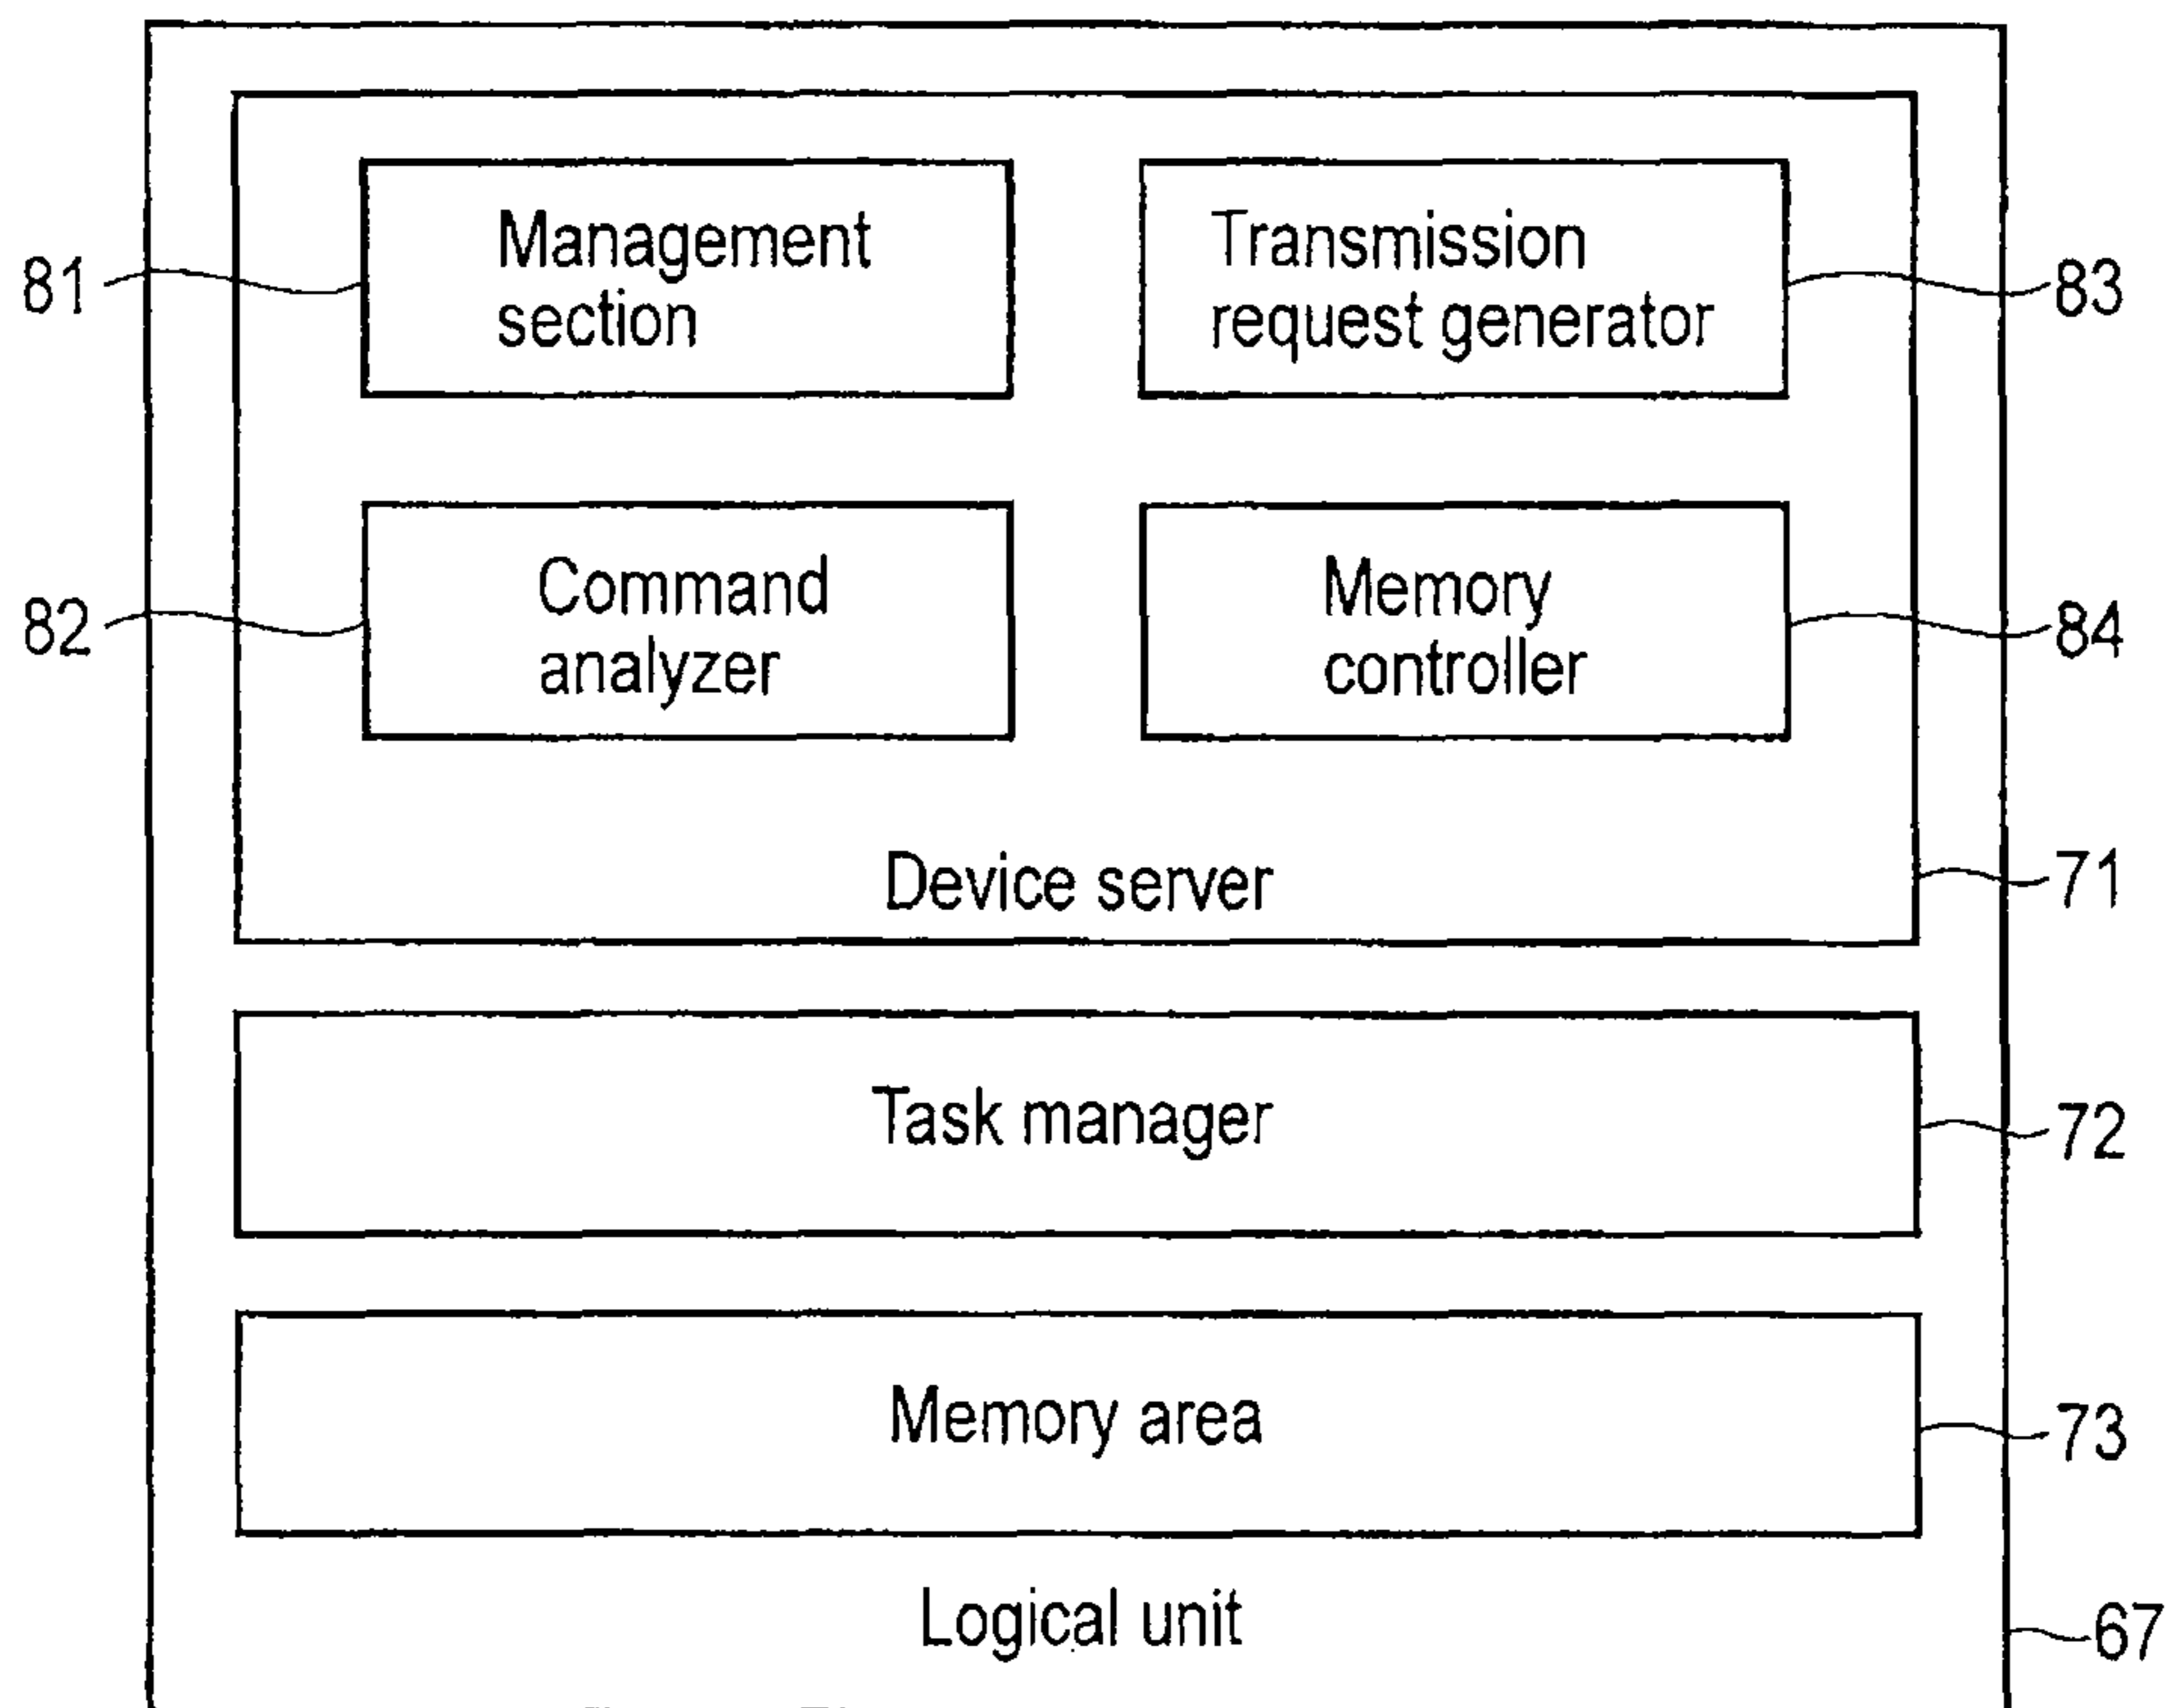 Management
section
81
Transmission
request generator
83
Command
analyzer
82
Memory
controller
84
Device server
71
Task manager
72
Memory area
73
Logical unit
67